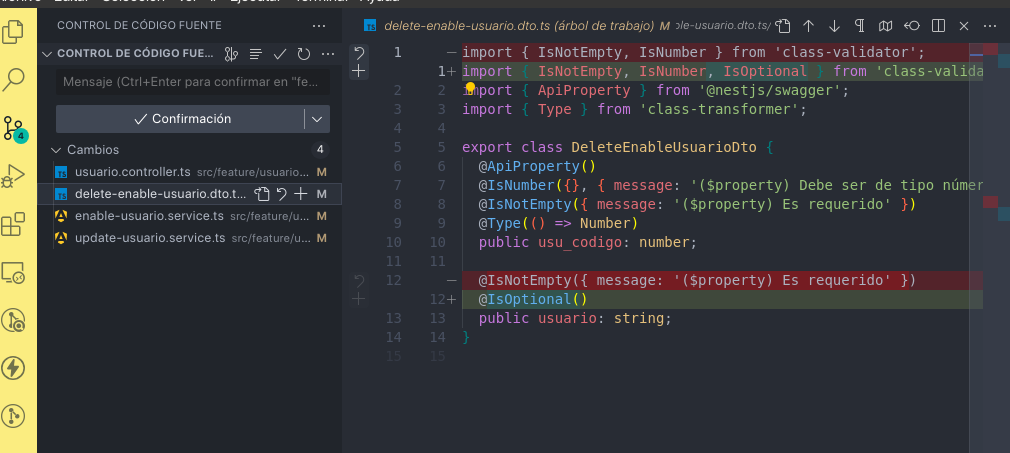 CONTROL DE CÓDIGO FUENTE
CONTROL DE CÓDIGO FUE...
Mensaje (Ctrl+Enter para confirmar en "fe...
Confirmación
Cambios 4
usuario.controller.ts src/feature/usuario... M
delete-enable-usuario.dto.t... M
enable-usuario.service.ts src/feature/u... M
update-usuario.service.ts src/feature/u... M
4
TS delete-enable-usuario.dto.ts (árbol de trabajo) M
ble-usuario.dto.ts/
1 − import { IsNotEmpty, IsNumber } from 'class-validator';
1+ import { IsNotEmpty, IsNumber, IsOptional } from 'class-valida
2 2 import { ApiProperty } from '@nestjs/swagger';
3 3 import { Type } from 'class-transformer';
4 4
5 5 export class DeleteEnableUsuarioDto {
6 6 @ApiProperty()
7 7 @IsNumber({}, { message: '($property) Debe ser de tipo númer
8 8 @IsNotEmpty({ message: '($property) Es requerido' })
9 9 @Type(() => Number)
10 10 public usu_codigo: number;
11 11
12 − @IsNotEmpty({ message: '($property) Es requerido' })
12+ @IsOptional()
13 13 public usuario: string;
14 14 }
15 15